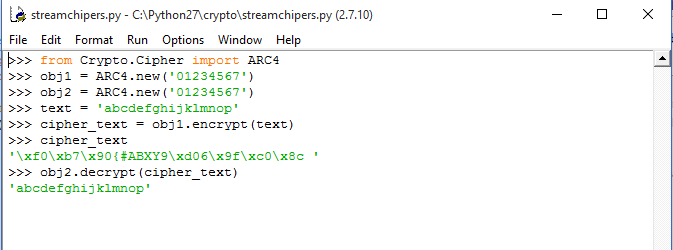 streamchipers.py - C:\Python27\crypto\streamchipers.py (2.7.10)
File Edit Format Run Options Window Help
>>> from Crypto.Cipher import ARC4
>>> obj1 = ARC4.new('01234567')
>>> obj2 = ARC4.new('01234567')
>>> text = 'abcdefghijklmnop'
>>> cipher_text = obj1.encrypt(text)
>>> cipher_text
'\xf0\xb7\x90{#ABXY9\xd06\x9f\xc0\x8c '
>>> obj2.decrypt(cipher_text)
'abcdefghijklmnop'